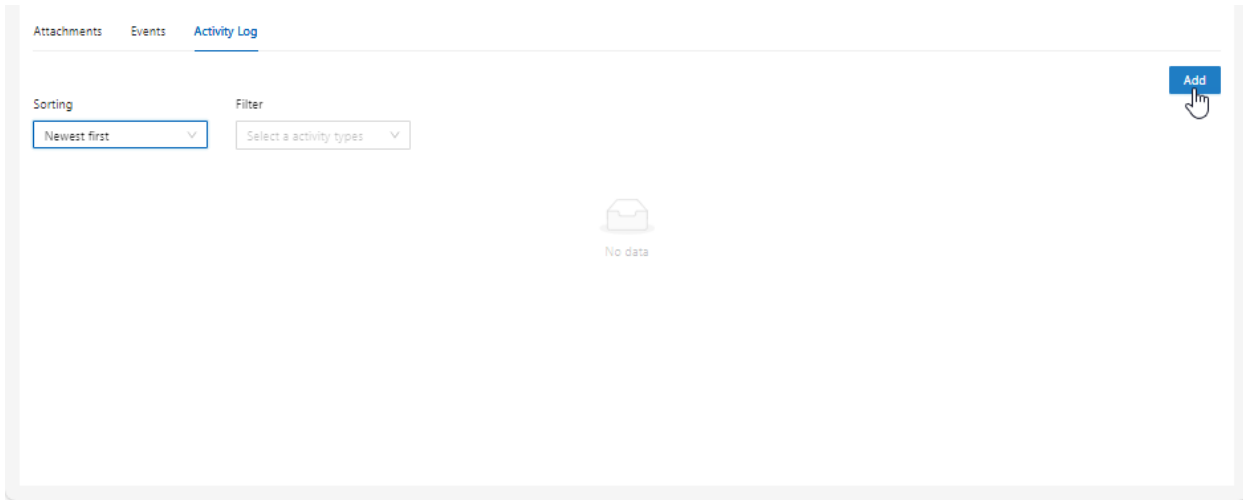 Attachments Events Activity Log
Add
Sorting Filter
Newest first Select a activity types
No data